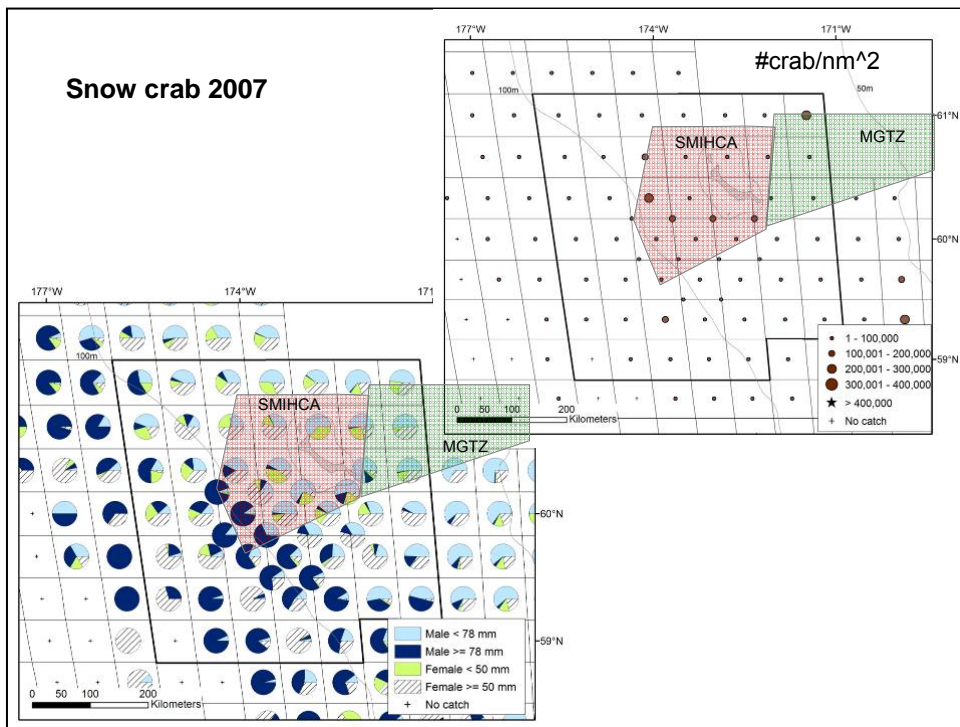 Snow crab 2007
177°W
174°W
171°W
#crab/nm^2
100m
50m
61°N
SMIHCA
MGTZ
60°N
59°N
1 - 100,000
100,001 - 200,000
200,001 - 300,000
300,001 - 400,000
> 400,000
No catch
0 50 100 200
Kilometers
177°W
174°W
171
100m
SMIHCA
MGTZ
60°N
59°N
Male < 78 mm
Male >= 78 mm
Female < 50 mm
Female >= 50 mm
No catch
0 50 100 200
Kilometers